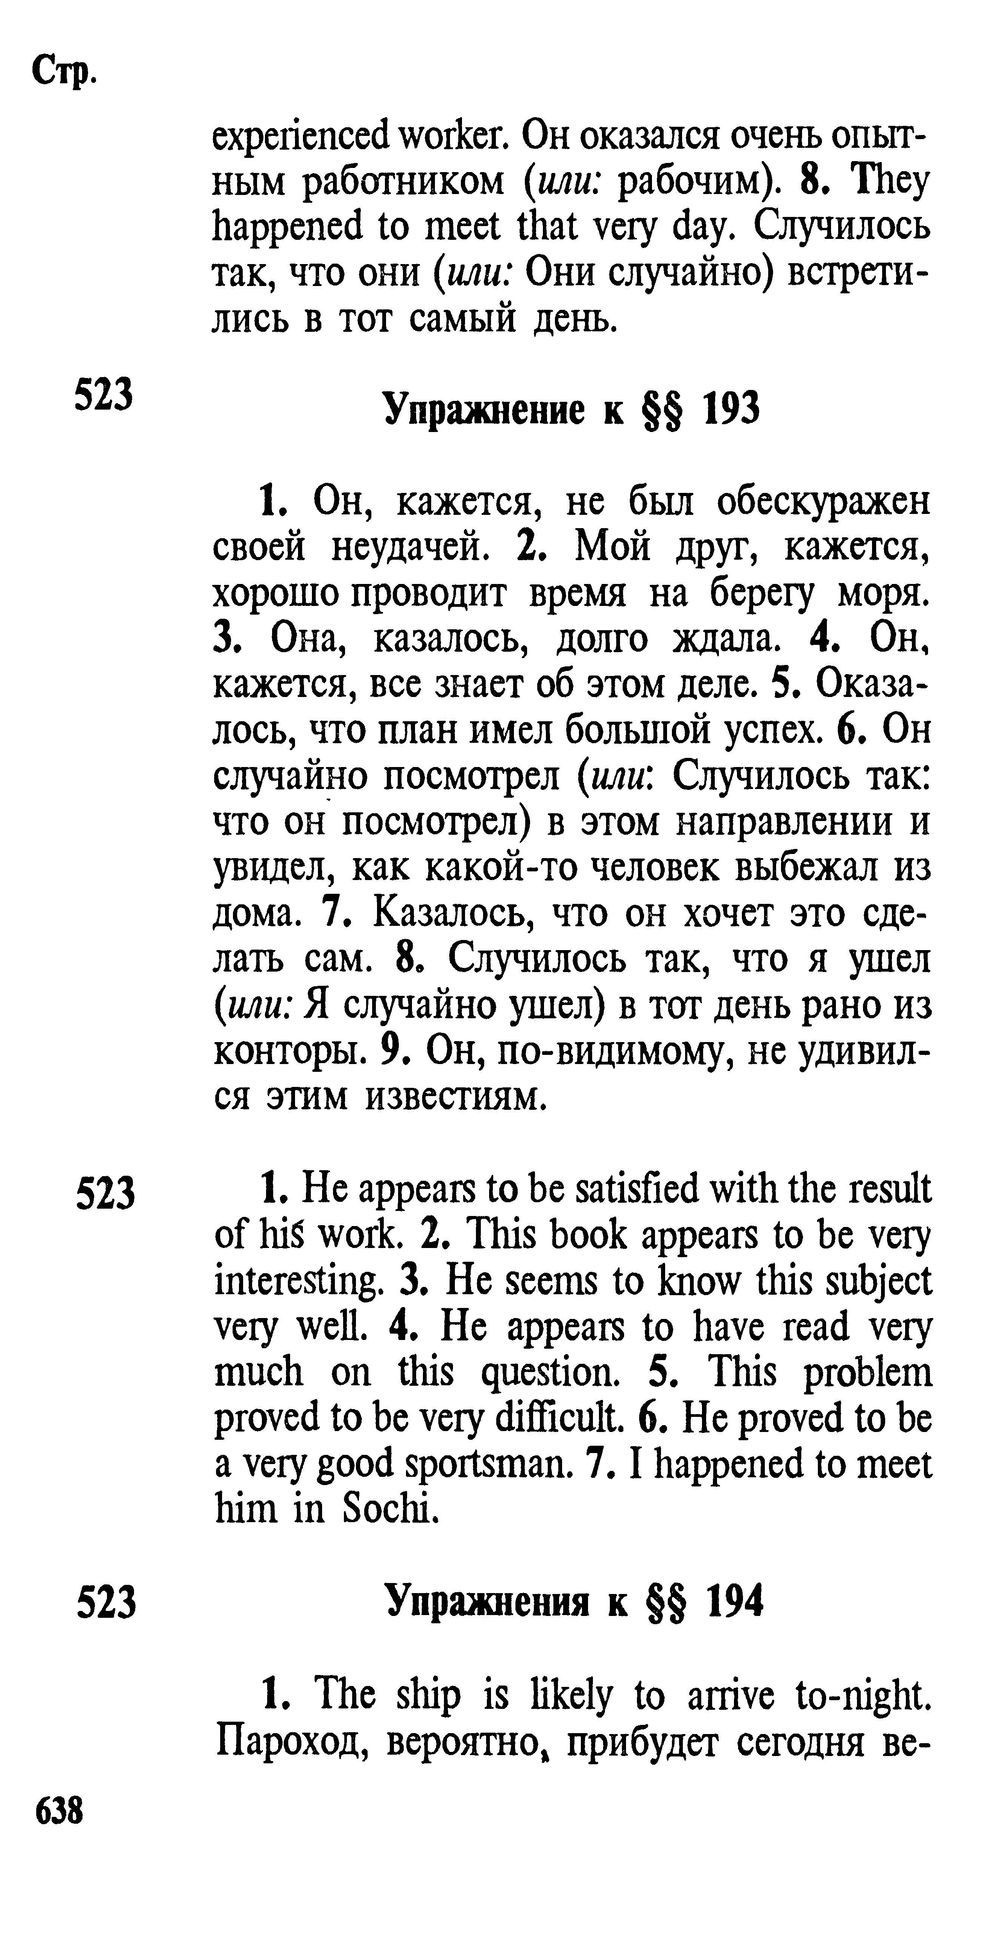 Стр.
experienced worker. Он оказался очень опыт-
ным работником (или: рабочим). 8. They
happened to meet that very day. Случилось
так, что они (или: Они случайно) встрети-
лись в тот самый день.
523
Упражнение к §§ 193
1. Он, кажется, не был обескуражен
своей неудачей. 2. Мой друг, кажется,
хорошо проводит время на берегу моря.
3. Она, казалось, долго ждала. 4. Он,
кажется, все знает об этом деле. 5. Оказа-
лось, что план имел большой успех. 6. Он
случайно посмотрел (или: Случилось так:
что он посмотрел) в этом направлении и
увидел, как какой-то человек выбежал из
дома. 7. Казалось, что он хочет это сде-
лать сам. 8. Случилось так, что я ушел
(или: Я случайно ушел) в тот день рано из
конторы. 9. Он, по-видимому, не удивил-
ся этим известиям.
523 1. He appears to be satisfied with the result
of his work. 2. This book appears to be very
interesting. 3. He seems to know this subject
very well. 4. He appears to have read very
much on this question. 5. This problem
proved to be very difficult. 6. He proved to be
a very good sportsman. 7. I happened to meet
him in Sochi.
523 Упражнения к §§ 194
1. The ship is likely to arrive to-night.
Пароход, вероятно, прибудет сегодня ве-
638